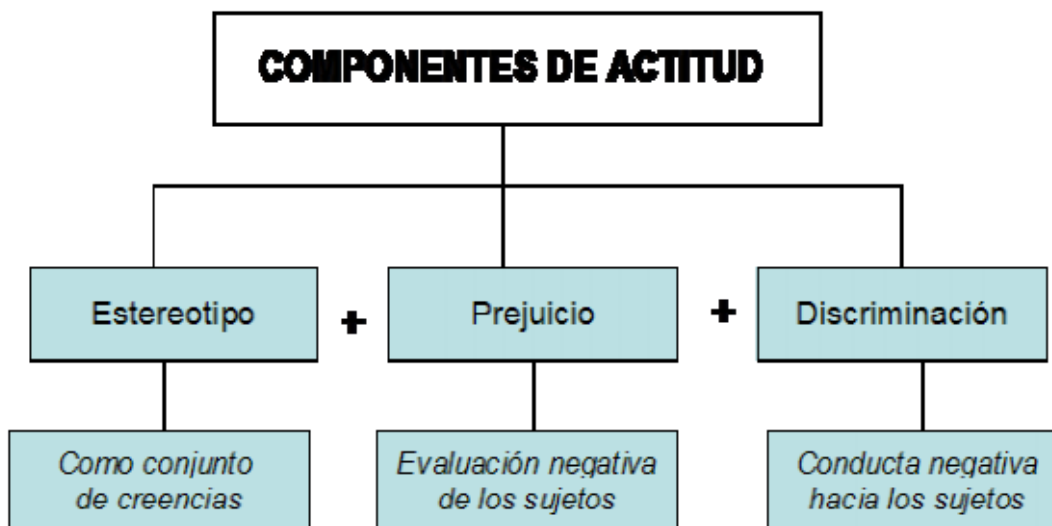 COMPONENTES DE ACTITUD
Estereotipo + Prejuicio + Discriminación
Como conjunto
de creencias
Evaluación negativa
de los sujetos
Conducta negativa
hacia los sujetos